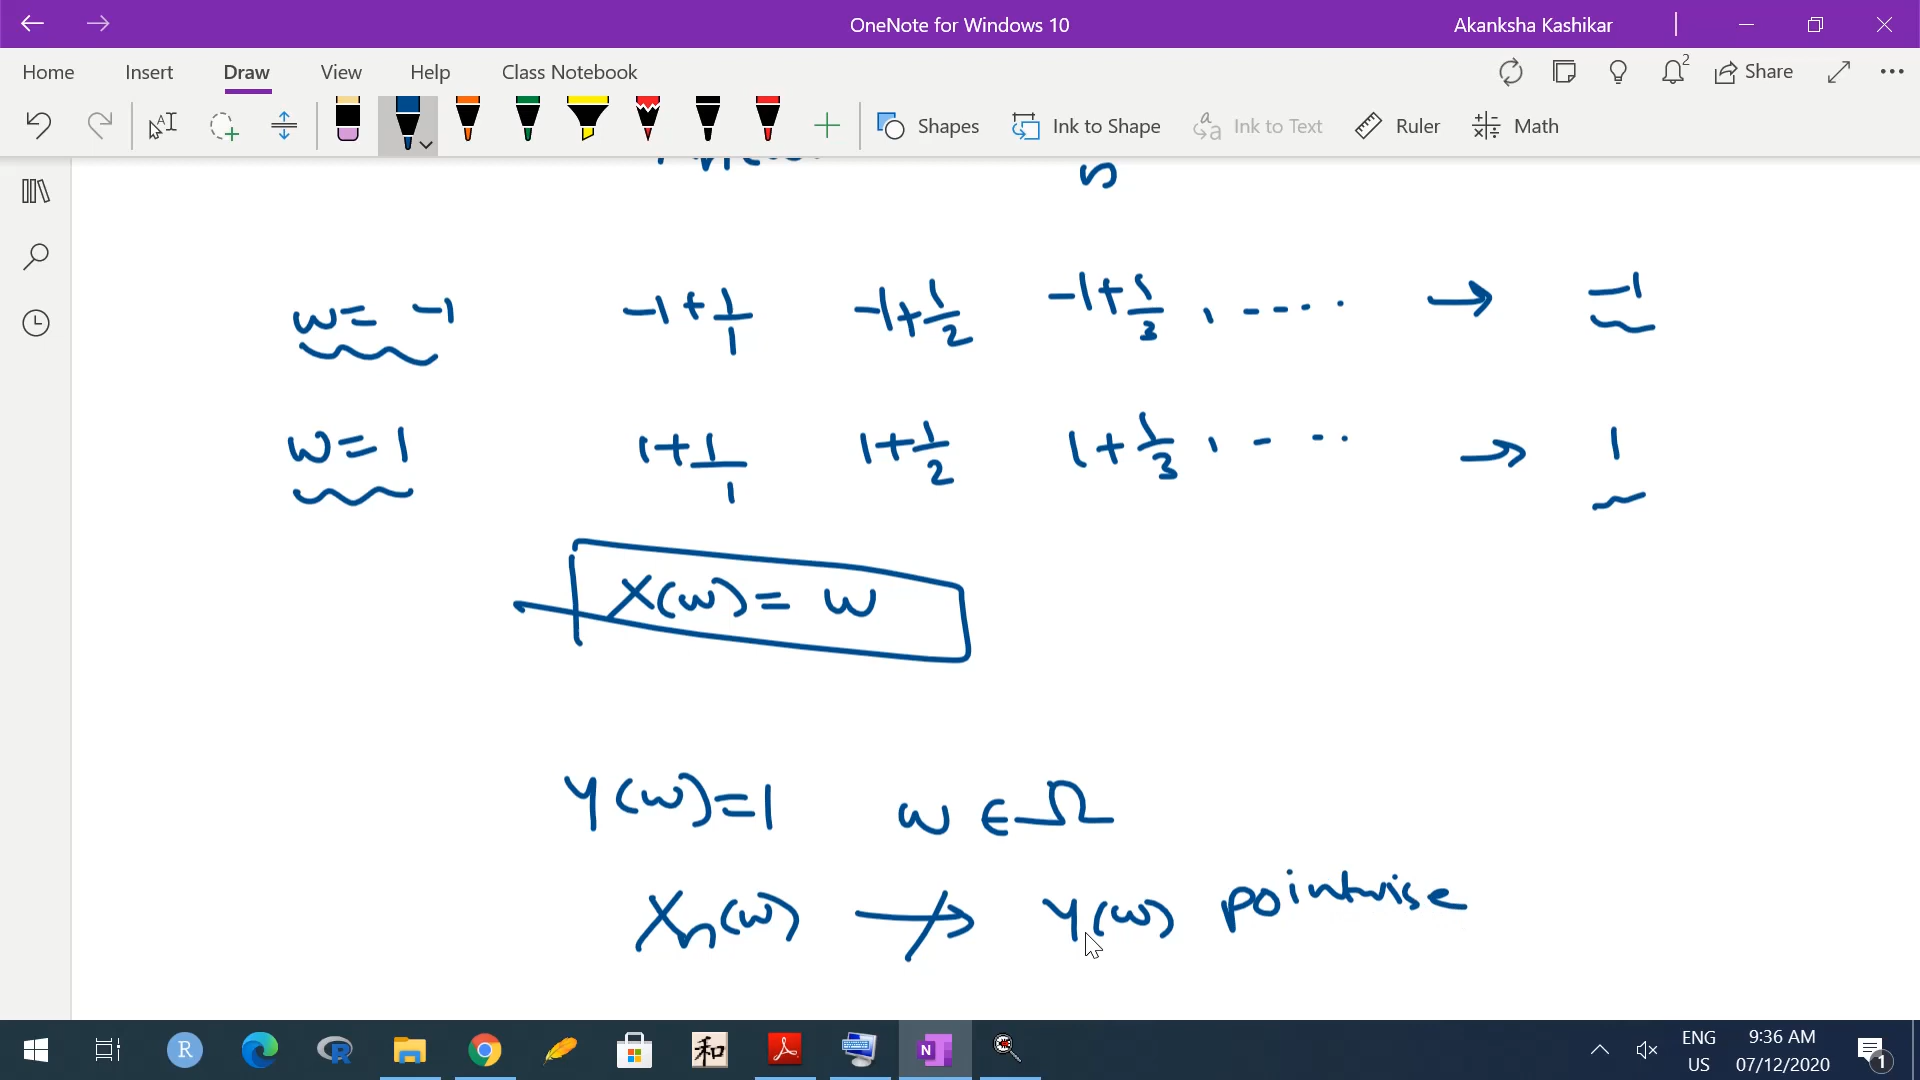 OneNote for Windows 10 Akanksha Kashikar
Home Insert Draw View Help Class Notebook 2 Share
Shapes Ink to Shape Ink to Text Ruler Math
n
w = -1 -1 + 1/1 -1 + 1/2 -1 + 1/3 , ..... → -1
w = 1 1 + 1/1 1 + 1/2 1 + 1/3 , .... → 1
X(w) = w
Y(w) = 1 w ∈ Ω
Xn(w) ↛ Y(w) pointwise
ENG 9:36 AM
US 07/12/2020 1